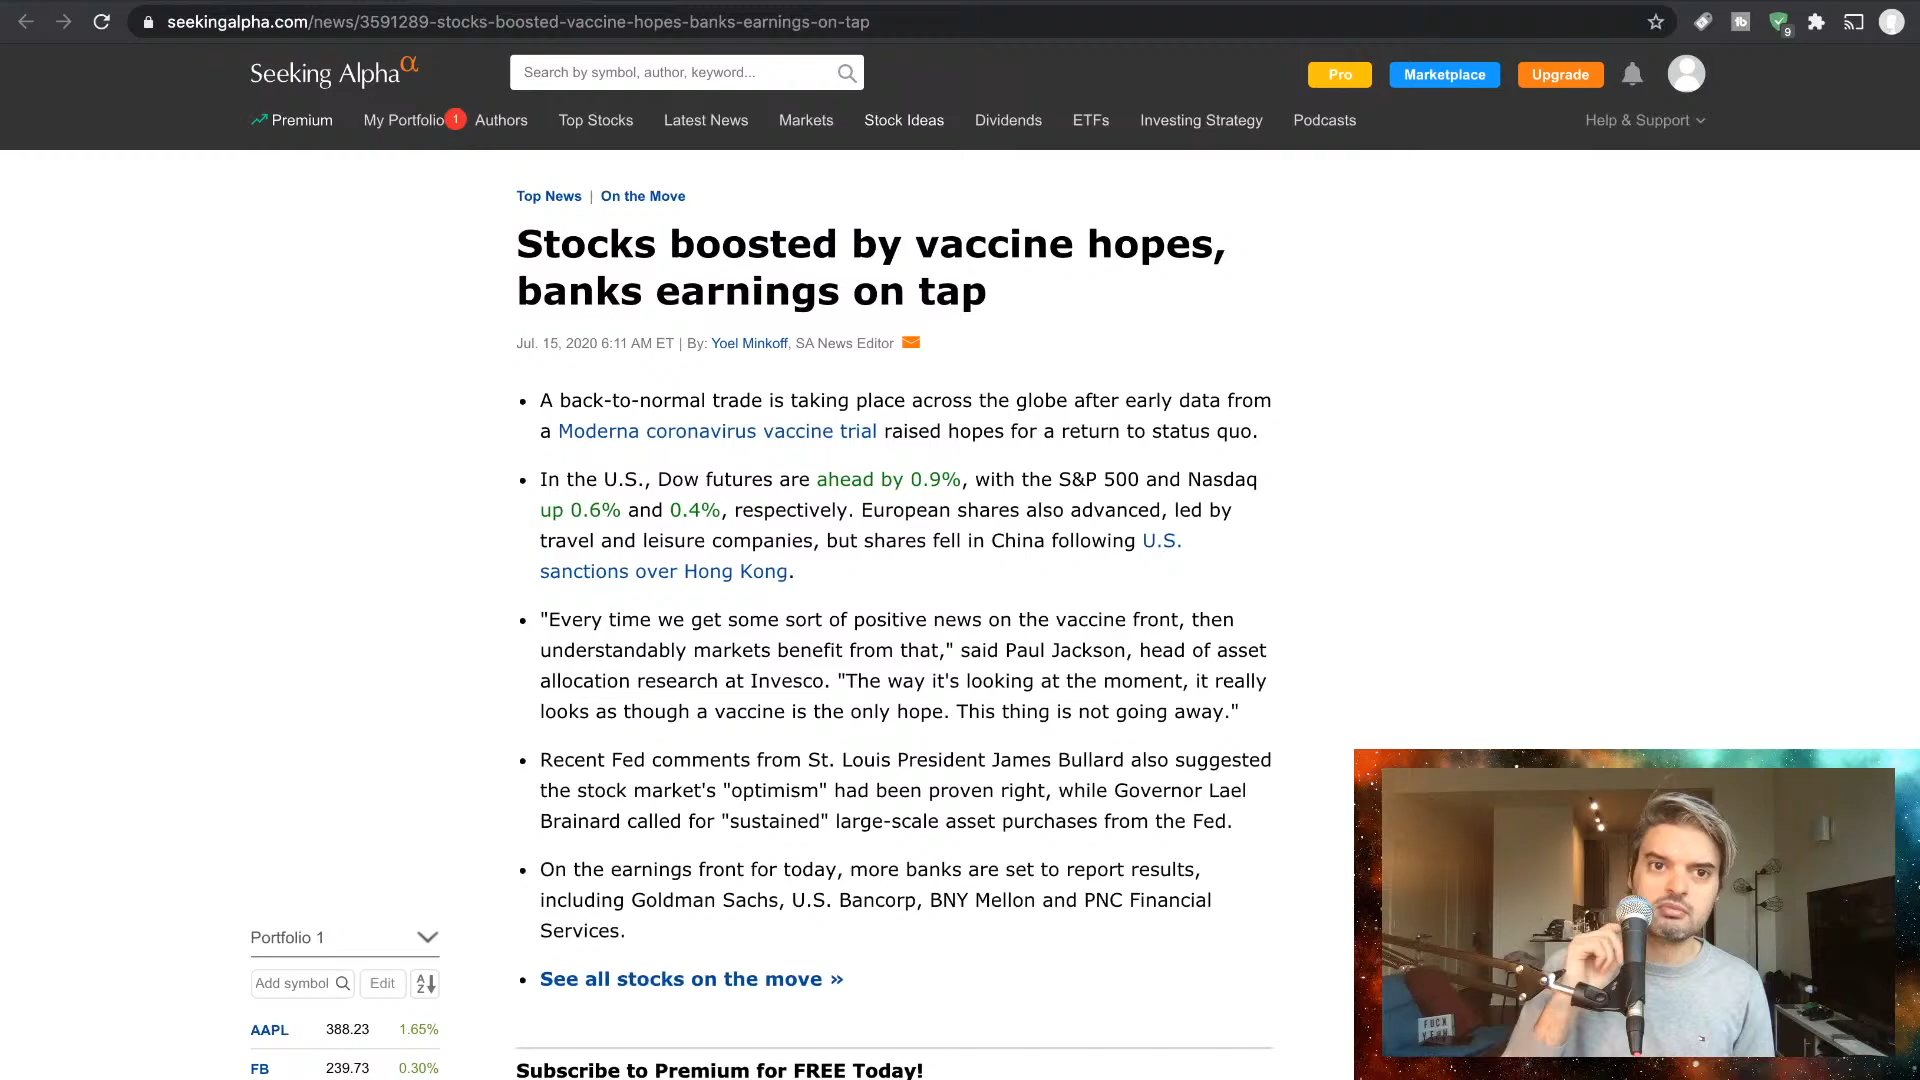 seekingalpha.com/news/3591289-stocks-boosted-vaccine-hopes-banks-earnings-on-tap
9
Seeking Alphaα
Search by symbol, author, keyword...
Pro
Marketplace
Upgrade
Premium
My Portfolio
1
Authors
Top Stocks
Latest News
Markets
Stock Ideas
Dividends
ETFs
Investing Strategy
Podcasts
Help & Support
Top News | On the Move
Stocks boosted by vaccine hopes,
banks earnings on tap
Jul. 15, 2020 6:11 AM ET | By: Yoel Minkoff, SA News Editor
• A back-to-normal trade is taking place across the globe after early data from
a Moderna coronavirus vaccine trial raised hopes for a return to status quo.
• In the U.S., Dow futures are ahead by 0.9%, with the S&P 500 and Nasdaq
up 0.6% and 0.4%, respectively. European shares also advanced, led by
travel and leisure companies, but shares fell in China following U.S.
sanctions over Hong Kong.
• "Every time we get some sort of positive news on the vaccine front, then
understandably markets benefit from that," said Paul Jackson, head of asset
allocation research at Invesco. "The way it's looking at the moment, it really
looks as though a vaccine is the only hope. This thing is not going away."
• Recent Fed comments from St. Louis President James Bullard also suggested
the stock market's "optimism" had been proven right, while Governor Lael
Brainard called for "sustained" large-scale asset purchases from the Fed.
• On the earnings front for today, more banks are set to report results,
including Goldman Sachs, U.S. Bancorp, BNY Mellon and PNC Financial
Services.
• See all stocks on the move »
Subscribe to Premium for FREE Today!
Portfolio 1
Add symbol
Edit
A
Z
AAPL 388.23 1.65%
FB 239.73 0.30%
FUCK
YEAH